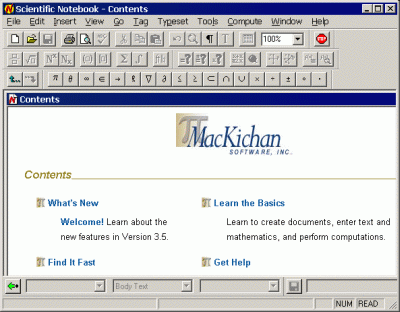 Scientific Notebook - Contents
File Edit Insert View Go Tag Typeset Tools Compute Window Help
100%
STOP
Contents
MacKichan
SOFTWARE, INC.
Contents
What's New
Learn the Basics
Welcome! Learn about the
new features in Version 3.5.
Learn to create documents, enter text and
mathematics, and perform computations.
Find It Fast
Get Help
Body Text
NUM READ